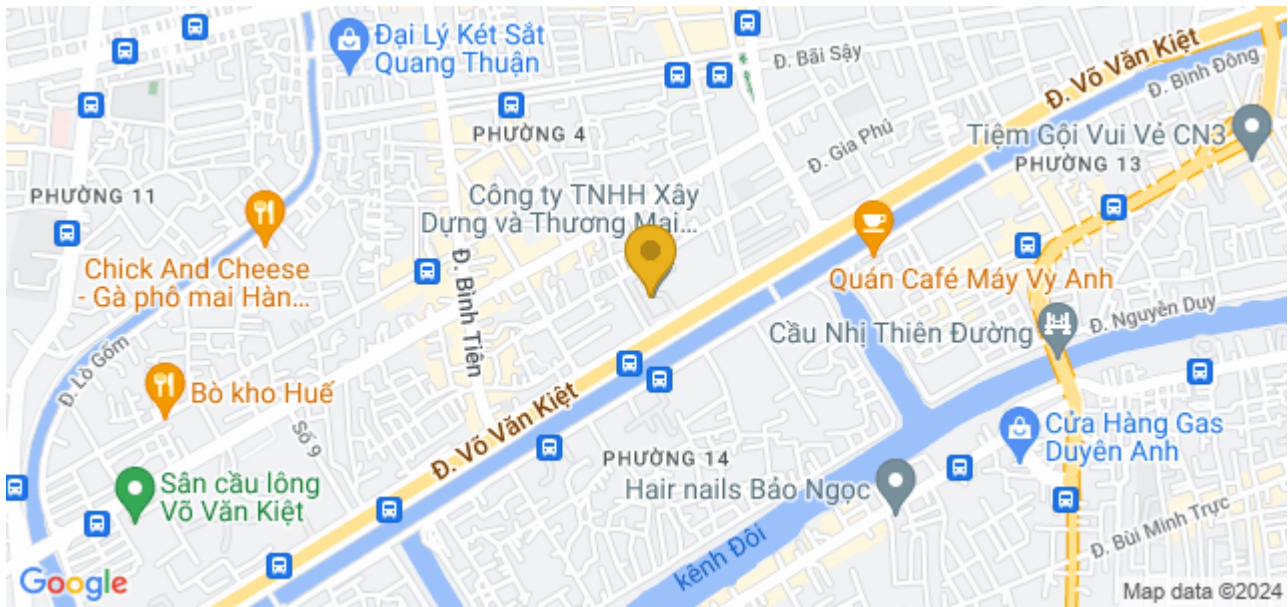 Đại Lý Két Sắt
Quang Thuận
Đ. Bãi Sậy
Đ. Võ Văn Kiệt
Đ. Bình Đông
PHƯỜNG 4
Đ. Gia Phú
Tiệm Gội Vui Vẻ CN3
PHƯỜNG 13
PHƯỜNG 11
Công ty TNHH Xây
Dựng và Thương Mại...
Chick And Cheese
- Gà phô mai Hàn...
Đ. Bình Tiên
Quán Café Máy Vy Anh
Cầu Nhị Thiên Đường
Đ. Nguyễn Duy
Đ. Lò Gốm
Bò kho Huế
Số 9
Đ. Võ Văn Kiệt
PHƯỜNG 14
Cửa Hàng Gas
Duyên Anh
Sân cầu lông
Võ Văn Kiệt
Hair nails Bảo Ngọc
Đ. Bùi Minh Trực
kênh Đôi
Google
Map data ©2024